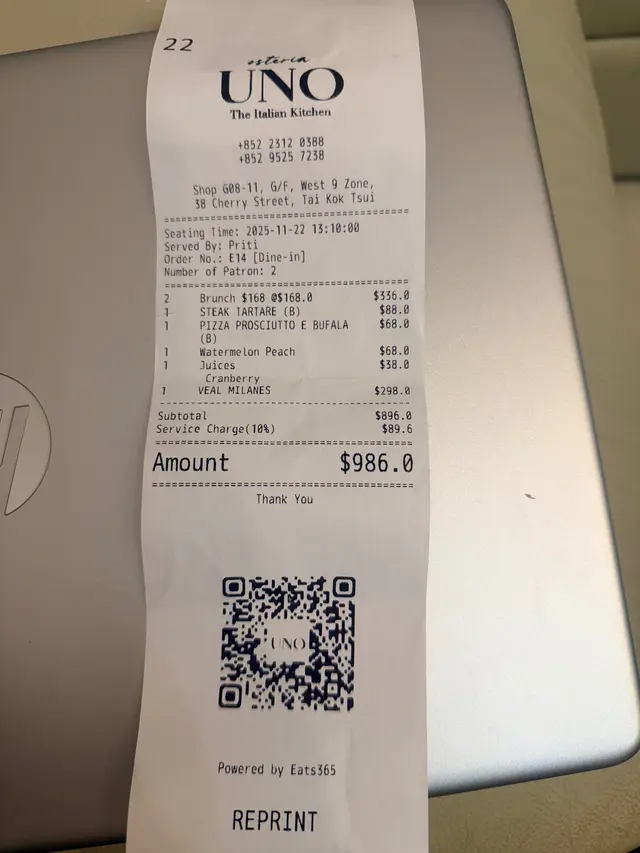 22
osteria
UNO
The Italian Kitchen
+852 2312 0388
+852 9525 7238
Shop G08-11, G/F, West 9 Zone,
38 Cherry Street, Tai Kok Tsui
Seating Time: 2025-11-22 13:10:00
Served By: Priti
Order No.: E14 [Dine-in]
Number of Patron: 2
2 Brunch $168 @$168.0 $336.0
1 STEAK TARTARE (B) $88.0
1 PIZZA PROSCIUTTO E BUFALA $68.0
(B)
1 Watermelon Peach $68.0
1 Juices $38.0
Cranberry
1 VEAL MILANES $298.0
Subtotal $896.0
Service Charge(10%) $89.6
Amount $986.0
Thank You
UNO
Powered by Eats365
REPRINT